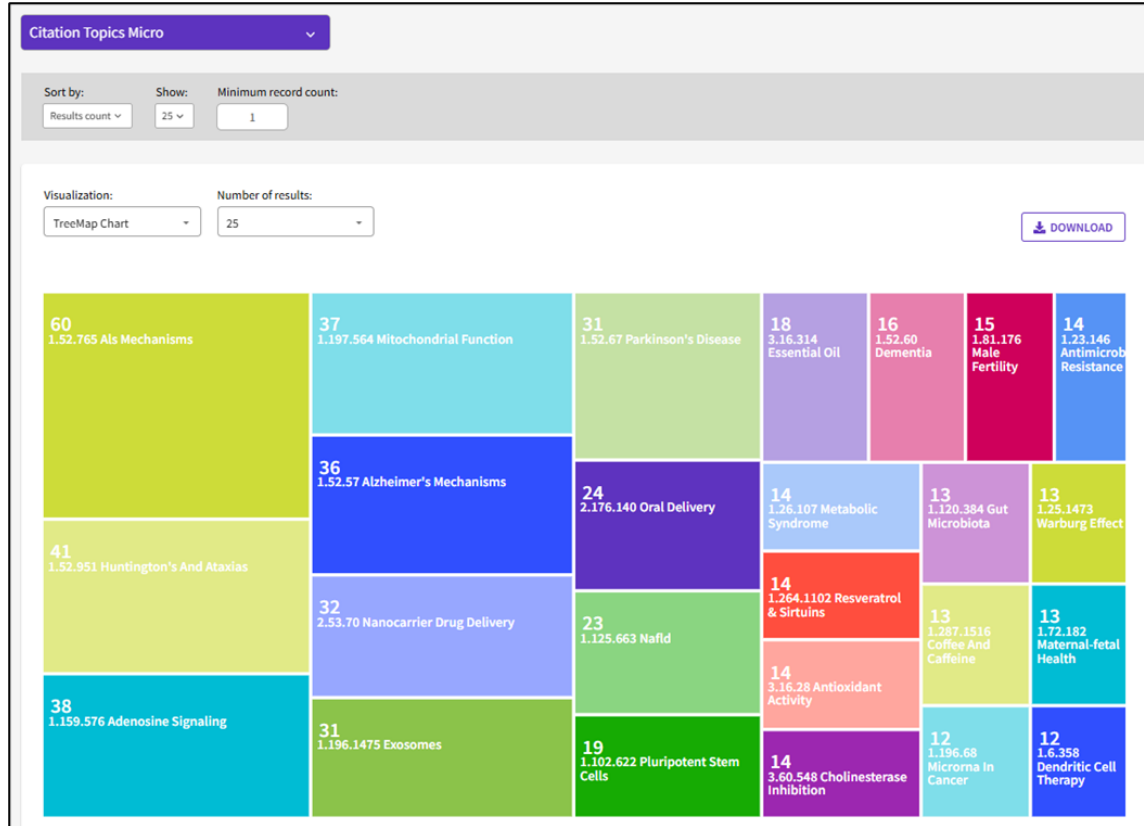 Citation Topics Micro
Sort by:
Show:
Minimum record count:
Results count
25
1
Visualization:
Number of results:
TreeMap Chart
25
DOWNLOAD
60
1.52.765 Als Mechanisms
41
1.52.951 Huntington's And Ataxias
38
1.159.576 Adenosine Signaling
37
1.197.564 Mitochondrial Function
36
1.52.57 Alzheimer's Mechanisms
32
2.53.70 Nanocarrier Drug Delivery
31
1.196.1475 Exosomes
31
1.52.67 Parkinson's Disease
24
2.176.140 Oral Delivery
23
1.125.663 Nafld
19
1.102.622 Pluripotent Stem
Cells
18
3.16.314
Essential Oil
16
1.52.60
Dementia
15
1.81.176
Male
Fertility
14
1.23.146
Antimicrob
Resistance
14
1.26.107 Metabolic
Syndrome
14
1.264.1102 Resveratrol
& Sirtuins
14
3.16.28 Antioxidant
Activity
14
3.60.548 Cholinesterase
Inhibition
13
1.120.384 Gut
Microbiota
13
1.25.1473
Warburg Effect
13
1.287.1516
Coffee And
Caffeine
13
1.72.182
Maternal-fetal
Health
12
1.196.68
Microrna In
Cancer
12
1.6.358
Dendritic Cell
Therapy